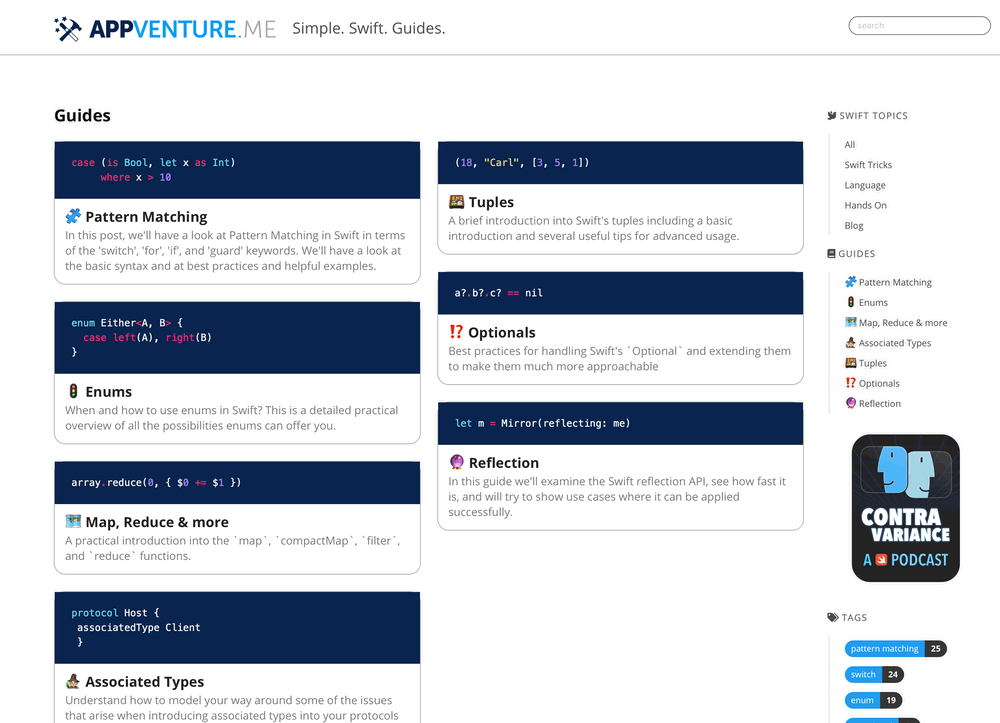 APPVENTURE.ME
Simple. Swift. Guides.
search
Guides
case (is Bool, let x as Int)
where x > 10
Pattern Matching
In this post, we'll have a look at Pattern Matching in Swift in terms
of the 'switch', 'for', 'if', and 'guard' keywords. We'll have a look at
the basic syntax and at best practices and helpful examples.
enum Either<A, B> {
case left(A), right(B)
}
Enums
When and how to use enums in Swift? This is a detailed practical
overview of all the possibilities enums can offer you.
array.reduce(0, { $0 += $1 })
Map, Reduce & more
A practical introduction into the `map`, `compactMap`, `filter`,
and `reduce` functions.
protocol Host {
associatedType Client
}
Associated Types
Understand how to model your way around some of the issues
that arise when introducing associated types into your protocols
(18, "Carl", [3, 5, 1])
Tuples
A brief introduction into Swift's tuples including a basic
introduction and several useful tips for advanced usage.
a?.b?.c? == nil
⁉️ Optionals
Best practices for handling Swift's `Optional` and extending them
to make them much more approachable
let m = Mirror(reflecting: me)
Reflection
In this guide we'll examine the Swift reflection API, see how fast it
is, and will try to show use cases where it can be applied
successfully.
SWIFT TOPICS
All
Swift Tricks
Language
Hands On
Blog
GUIDES
Pattern Matching
Enums
Map, Reduce & more
Associated Types
Tuples
⁉️ Optionals
Reflection
CONTRA
VARIANCE
A PODCAST
TAGS
pattern matching 25
switch 24
enum 19